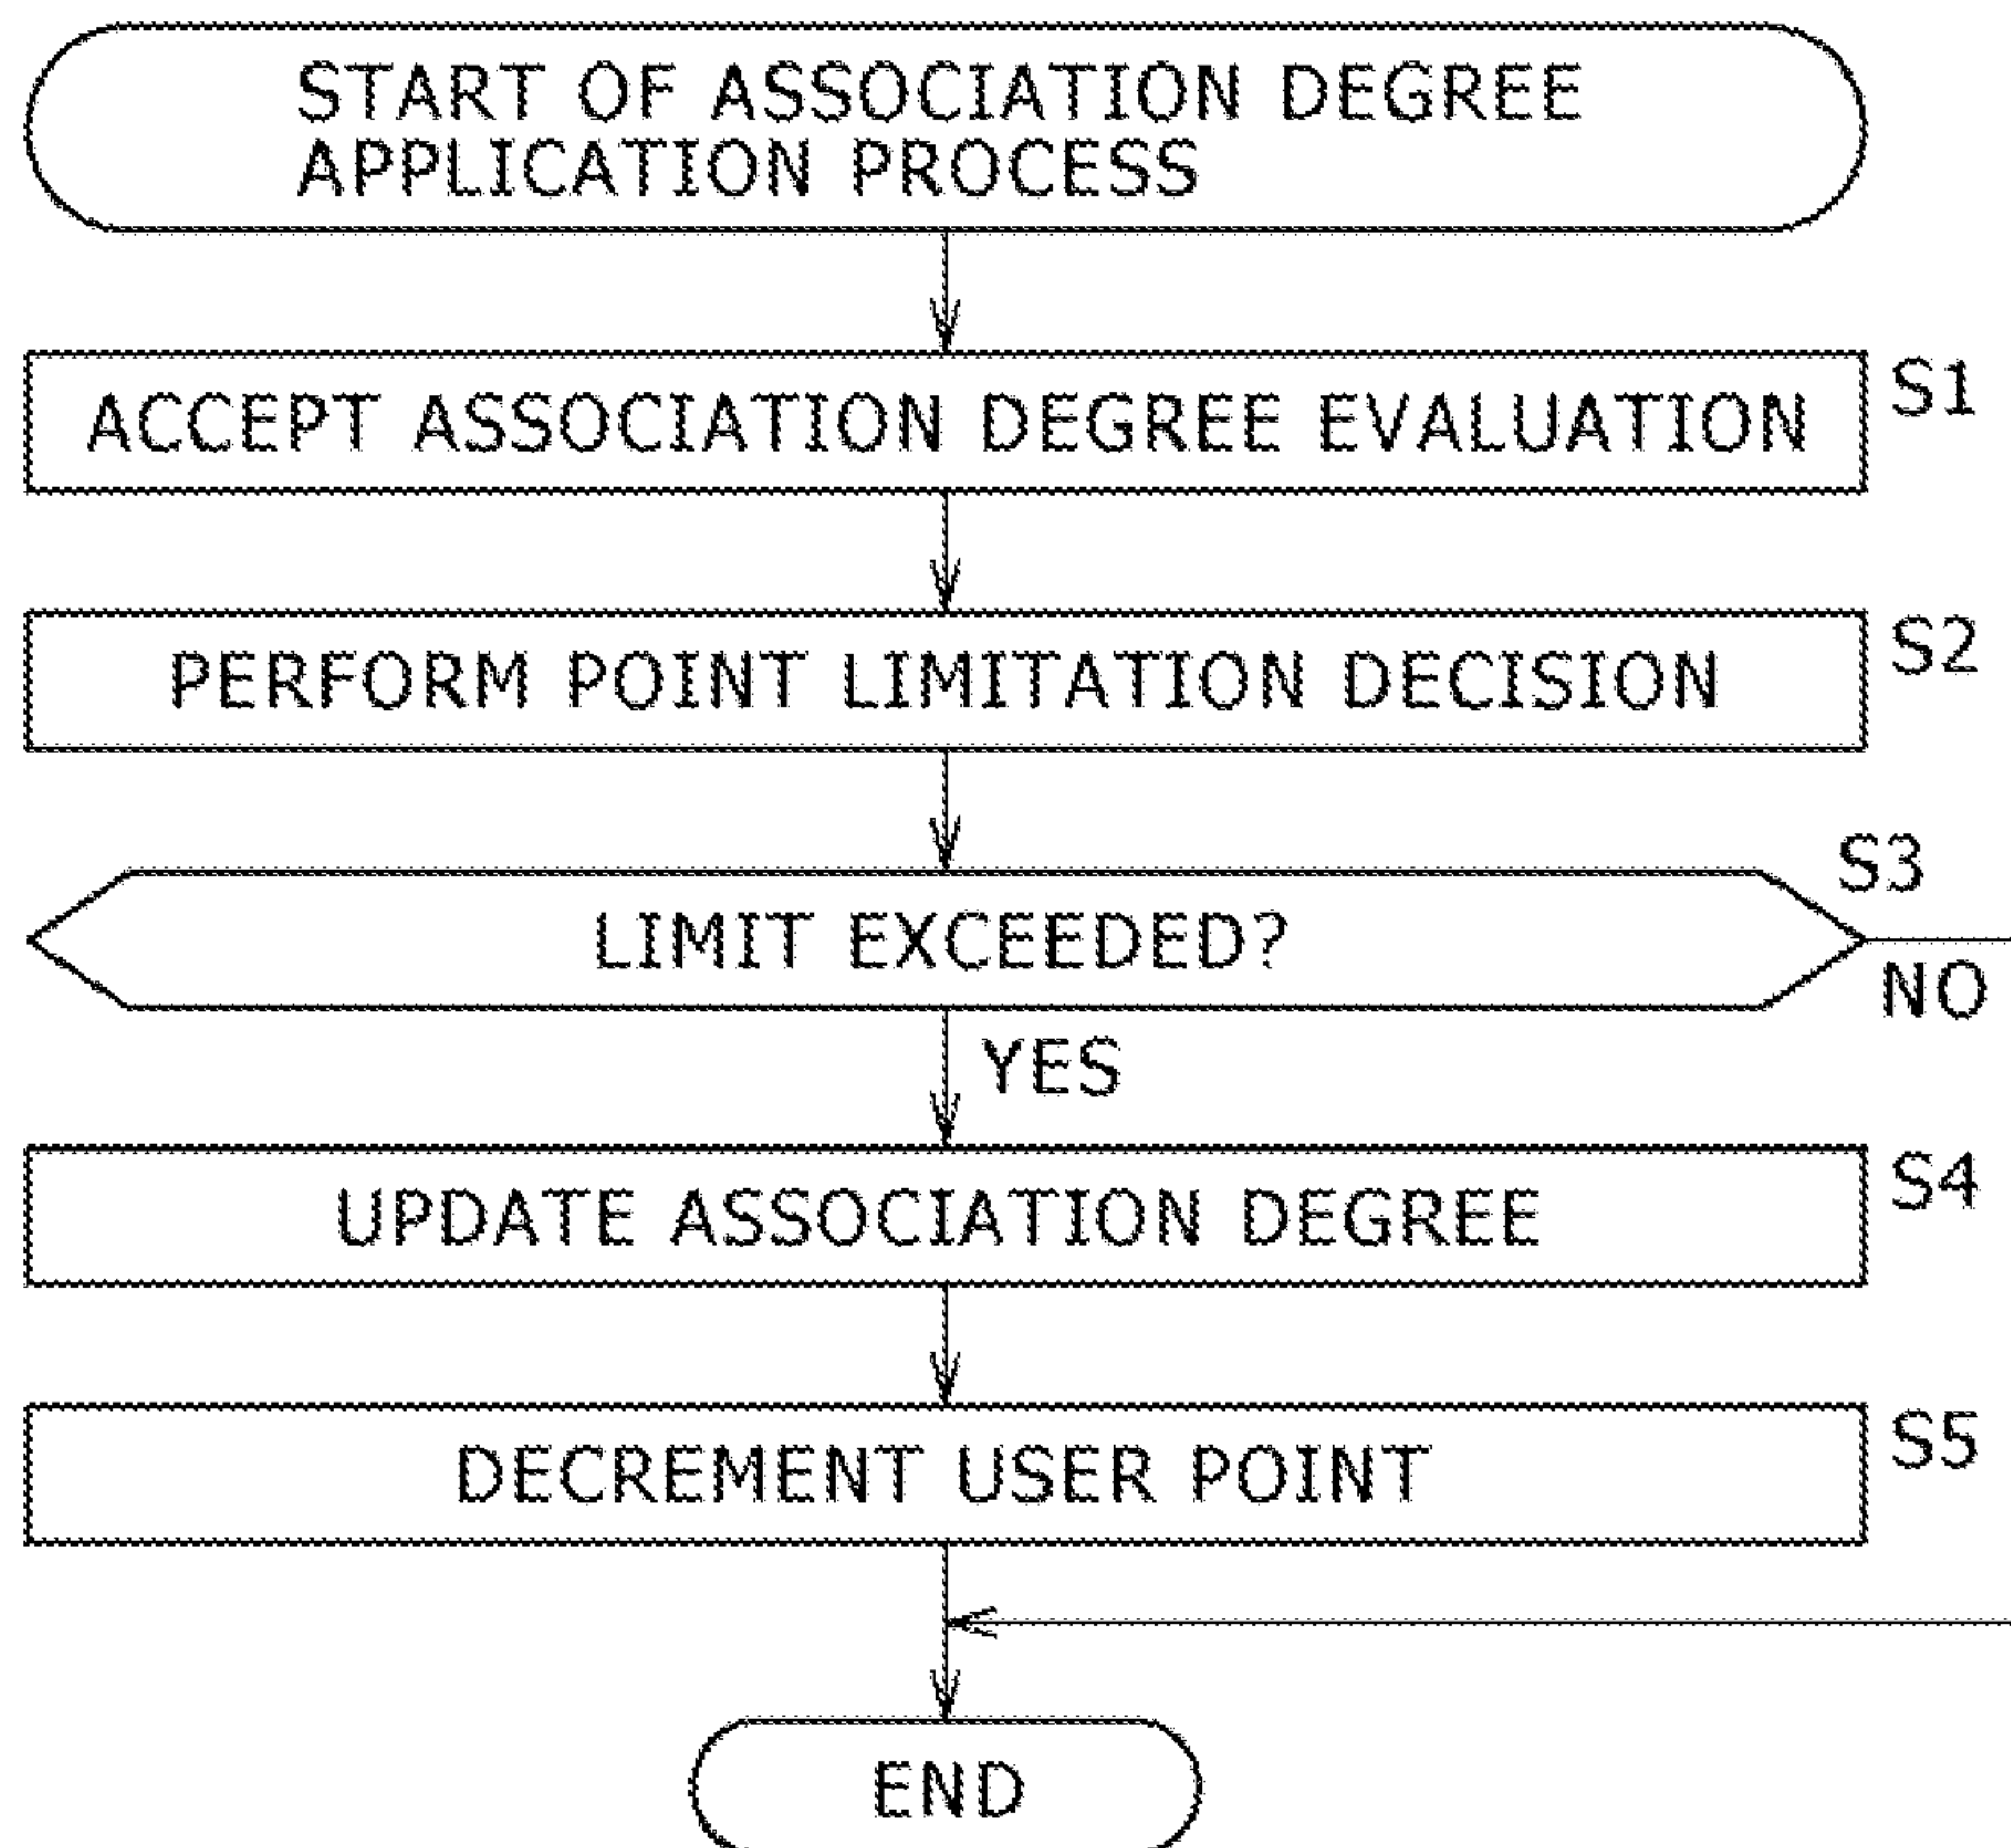 START OF ASSOCIATION DEGREE
APPLICATION PROCESS
ACCEPT ASSOCIATION DEGREE EVALUATION
S1
PERFORM POINT LIMITATION DECISION
S2
S3
LIMIT EXCEEDED?
NO
YES
UPDATE ASSOCIATION DEGREE
S4
DECREMENT USER POINT
S5
END